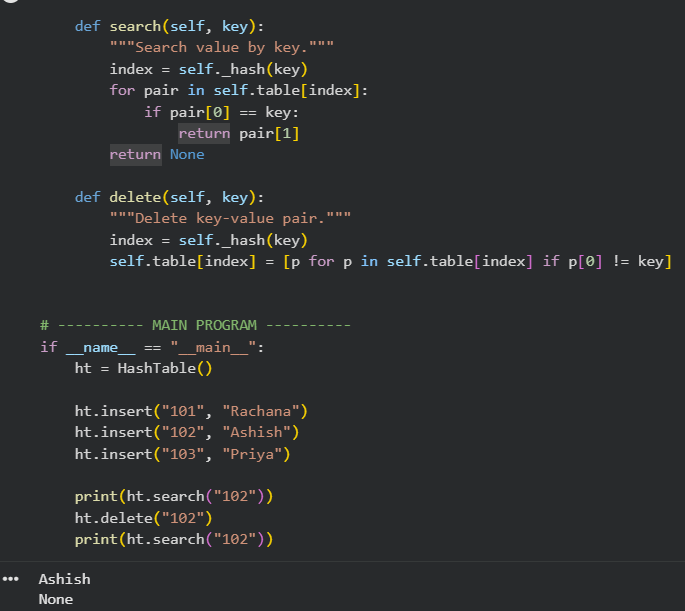 def search(self, key):
"""Search value by key."""
index = self._hash(key)
for pair in self.table[index]:
if pair[0] == key:
return pair[1]
return None
def delete(self, key):
"""Delete key-value pair."""
index = self._hash(key)
self.table[index] = [p for p in self.table[index] if p[0] != key]
# ---------- MAIN PROGRAM ----------
if __name__ == "__main__":
ht = HashTable()
ht.insert("101", "Rachana")
ht.insert("102", "Ashish")
ht.insert("103", "Priya")
print(ht.search("102"))
ht.delete("102")
print(ht.search("102"))
Ashish
None